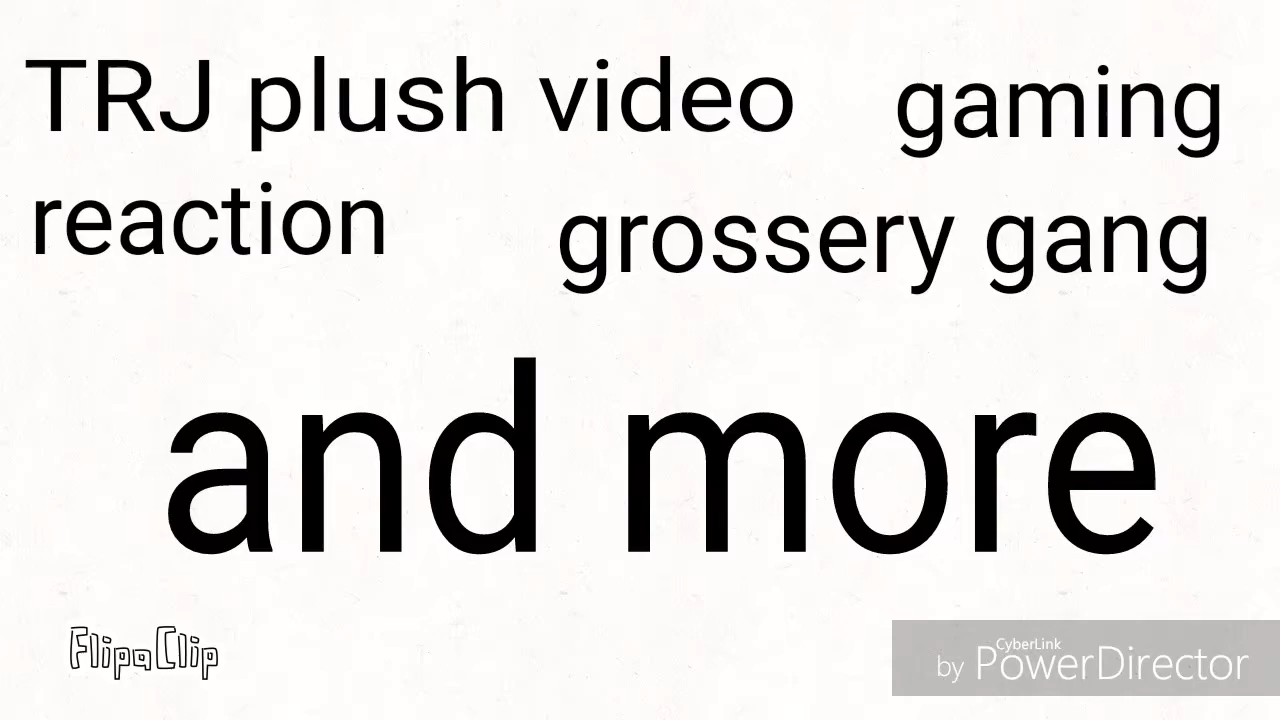 TRJ plush video
gaming
reaction
grossery gang
and more
FlipaClip
CyberLink
by PowerDirector